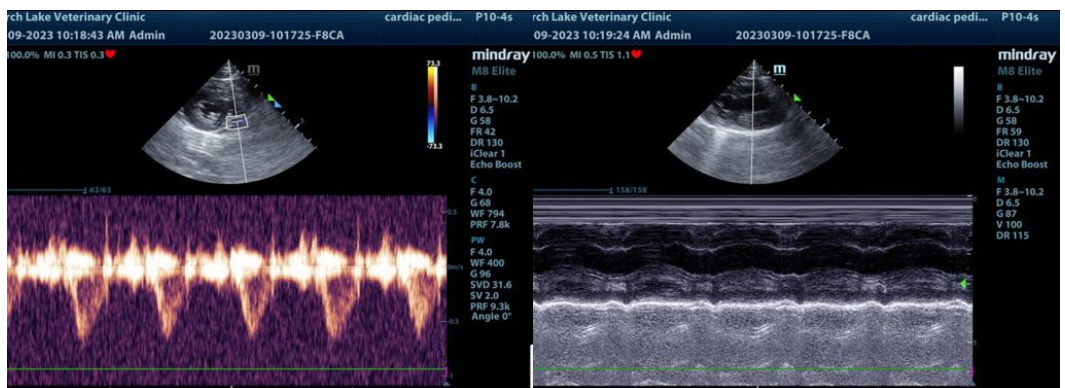 rch Lake Veterinary Clinic cardiac pedi... P10-4s
09-2023 10:18:43 AM Admin 20230309-101725-F8CA
100.0% MI 0.3 TIS 0.3
mindray
M8 Elite
m
73.3
-73.3
B
F 3.8~10.2
D 6.5
G 58
FR 42
DR 130
iClear 1
Echo Boost
5
63/63
C
F 4.0
G 68
WF 794
PRF 7.8k
PW
F 4.0
WF 400
G 96
SVD 31.6
SV 2.0
PRF 9.3k
Angle 0°
0.5
0m/s
-0.5
-1
rch Lake Veterinary Clinic cardiac pedi... P10-4s
09-2023 10:19:24 AM Admin 20230309-101725-F8CA
100.0% MI 0.5 TIS 1.1
mindray
M8 Elite
m
B
F 3.8~10.2
D 6.5
G 58
FR 59
DR 130
iClear 1
Echo Boost
5
158/158
M
F 3.8~10.2
D 6.5
G 87
V 100
DR 115
0
5